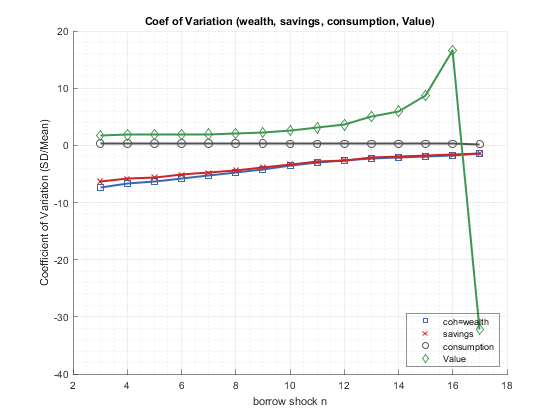 Coef of Variation (wealth, savings, consumption, Value)
20
10
0
-10
-20
-30
-40
Coefficient of Variation (SD/Mean)
2
4
6
8
10
12
14
16
18
borrow shock n
coh=wealth
savings
consumption
Value